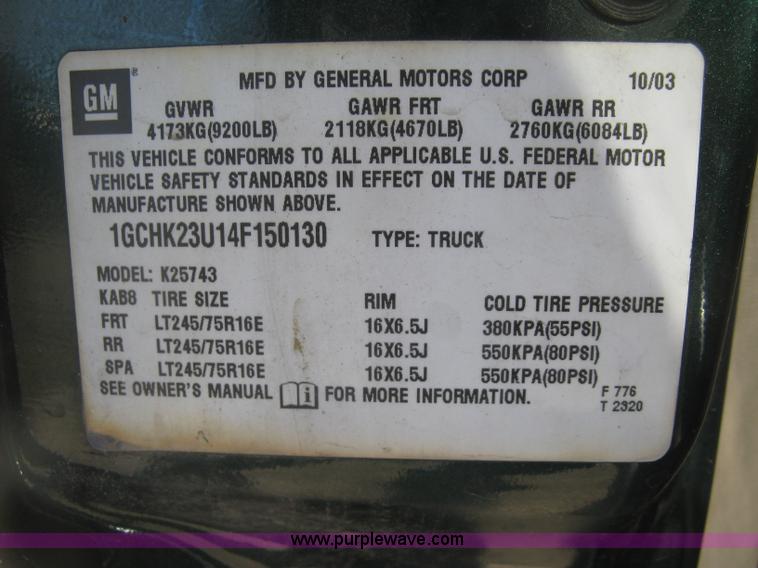 GM ® MFD BY GENERAL MOTORS CORP 10/03
GVWR GAWR FRT GAWR RR
4173KG(9200LB) 2118KG(4670LB) 2760KG(6084LB)
THIS VEHICLE CONFORMS TO ALL APPLICABLE U.S. FEDERAL MOTOR
VEHICLE SAFETY STANDARDS IN EFFECT ON THE DATE OF
MANUFACTURE SHOWN ABOVE.
1GCHK23U14F150130 TYPE: TRUCK
MODEL: K25743
KAB8 TIRE SIZE RIM COLD TIRE PRESSURE
FRT LT245/75R16E 16X6.5J 380KPA(55PSI)
RR LT245/75R16E 16X6.5J 550KPA(80PSI)
SPA LT245/75R16E 16X6.5J 550KPA(80PSI)
SEE OWNER'S MANUAL i FOR MORE INFORMATION. F 776
T 2320
www.purplewave.com